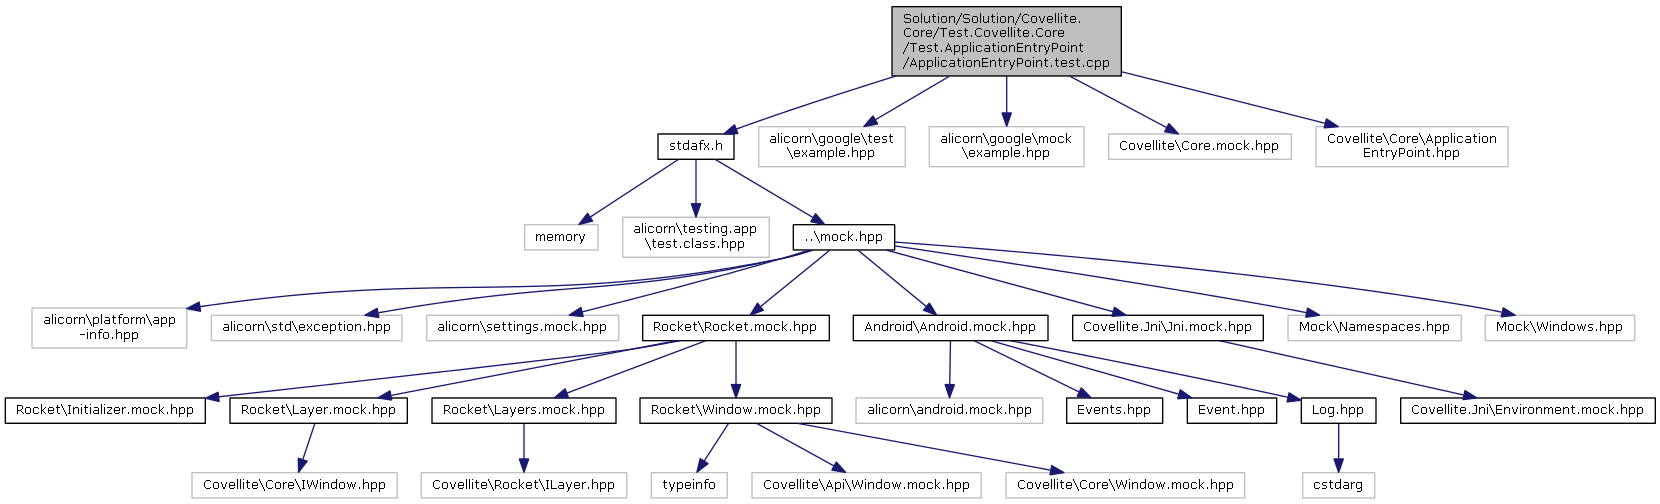 Solution/Solution/Covellite.
Core/Test.Covellite.Core
/Test.ApplicationEntryPoint
/ApplicationEntryPoint.test.cpp
stdafx.h
alicorn\google\test
\example.hpp
alicorn\google\mock
\example.hpp
Covellite\Core.mock.hpp
Covellite\Core\Application
EntryPoint.hpp
memory
alicorn\testing.app
\test.class.hpp
..\mock.hpp
alicorn\platform\app
-info.hpp
alicorn\std\exception.hpp
alicorn\settings.mock.hpp
Rocket\Rocket.mock.hpp
Android\Android.mock.hpp
Covellite.Jni\Jni.mock.hpp
Mock\Namespaces.hpp
Mock\Windows.hpp
Rocket\Initializer.mock.hpp
Rocket\Layer.mock.hpp
Rocket\Layers.mock.hpp
Rocket\Window.mock.hpp
alicorn\android.mock.hpp
Events.hpp
Event.hpp
Log.hpp
Covellite.Jni\Environment.mock.hpp
Covellite\Core\IWindow.hpp
Covellite\Rocket\ILayer.hpp
typeinfo
Covellite\Api\Window.mock.hpp
Covellite\Core\Window.mock.hpp
cstdarg